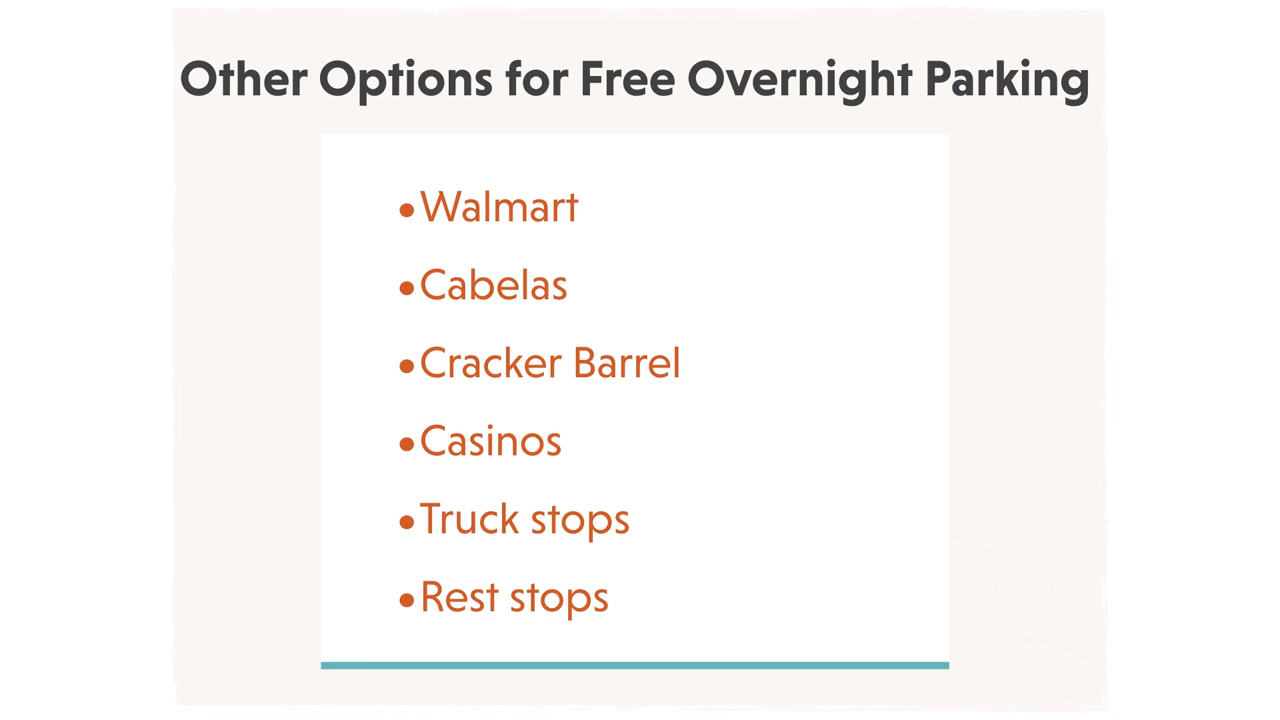 Other Options for Free Overnight Parking
•Walmart
•Cabelas
•Cracker Barrel
•Casinos
•Truck stops
•Rest stops